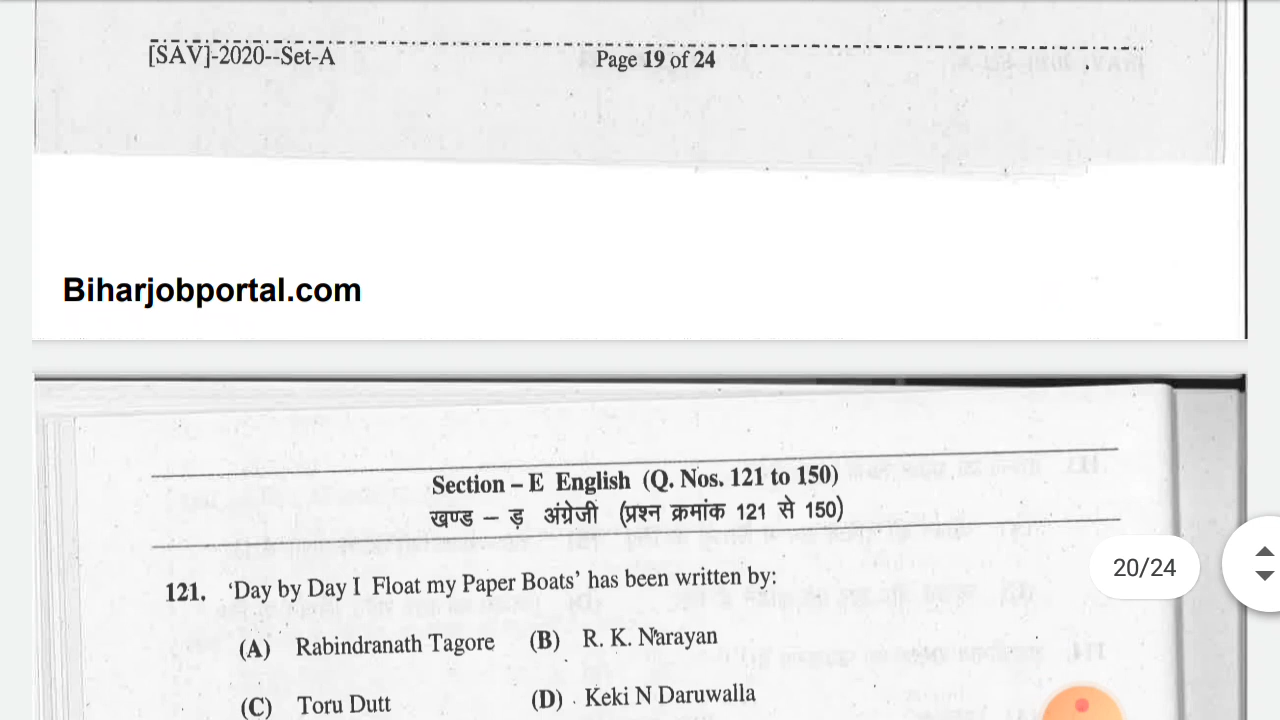 [SAV]-2020--Set-A Page 19 of 24
Biharjobportal.com
Section – E English (Q. Nos. 121 to 150)
खण्ड – ड़ अंग्रेजी (प्रश्न क्रमांक 121 से 150)
20/24
121. ‘Day by Day I Float my Paper Boats’ has been written by:
(A) Rabindranath Tagore (B) R. K. Narayan
(C) Toru Dutt (D) Keki N Daruwalla